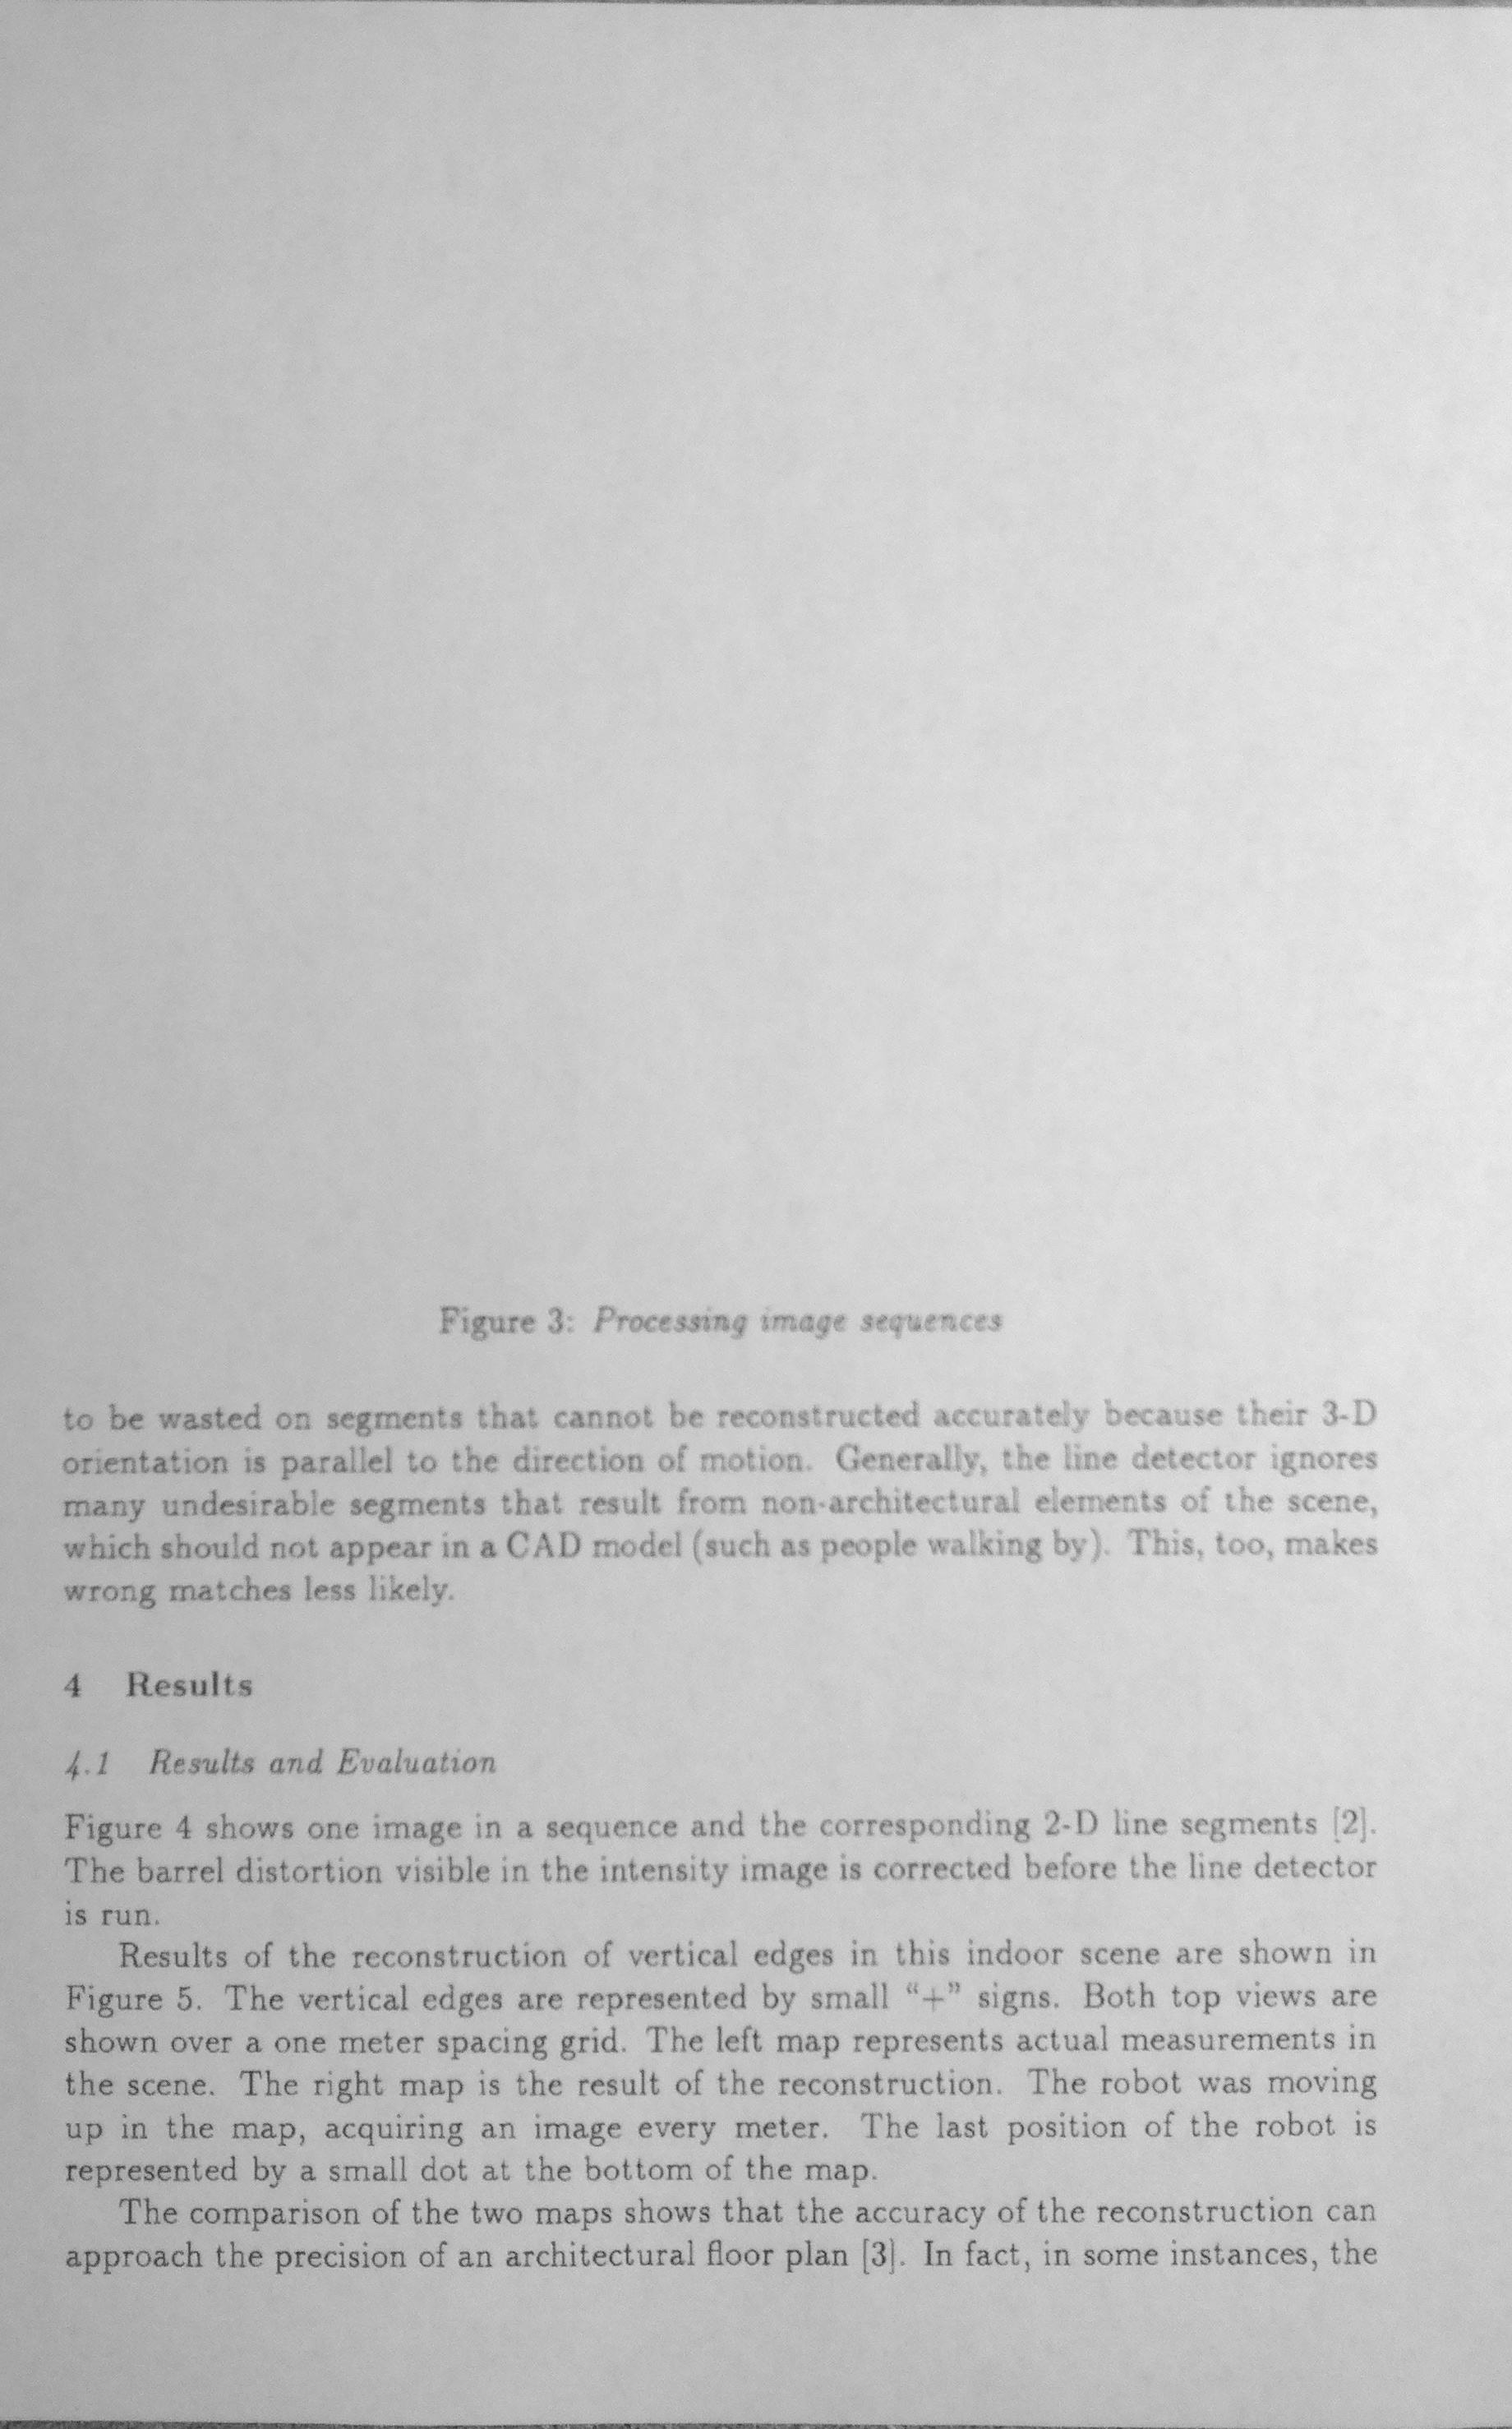 Figure 3: Processing image sequences
to be wasted on segments that cannot be reconstructed accurately because their 3-D
orientation is parallel to the direction of motion. Generally, the line detector ignores
many undesirable segments that result from non-architectural elements of the scene,
which should not appear in a CAD model (such as people walking by). This, too, makes
wrong matches less likely.
4 Results
4.1 Results and Evaluation
Figure 4 shows one image in a sequence and the corresponding 2-D line segments [2].
The barrel distortion visible in the intensity image is corrected before the line detector
is run.
Results of the reconstruction of vertical edges in this indoor scene are shown in
Figure 5. The vertical edges are represented by small “+” signs. Both top views are
shown over a one meter spacing grid. The left map represents actual measurements in
the scene. The right map is the result of the reconstruction. The robot was moving
up in the map, acquiring an image every meter. The last position of the robot is
represented by a small dot at the bottom of the map.
The comparison of the two maps shows that the accuracy of the reconstruction can
approach the precision of an architectural floor plan [3]. In fact, in some instances, the